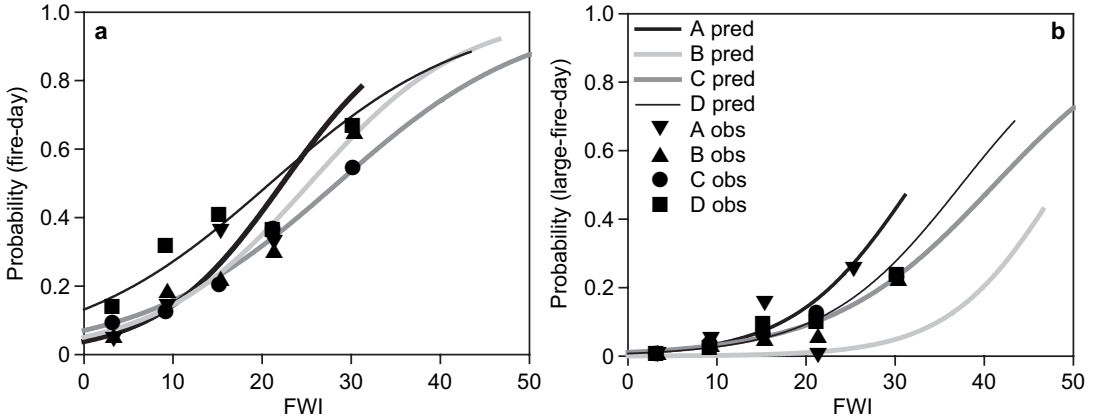 a
1.0
0.8
0.6
0.4
0.2
0
Probability (fire-day)
0 10 20 30 40 50
FWI
b
A pred
B pred
C pred
D pred
A obs
B obs
C obs
D obs
1.0
0.8
0.6
0.4
0.2
0
Probability (large-fire-day)
0 10 20 30 40 50
FWI